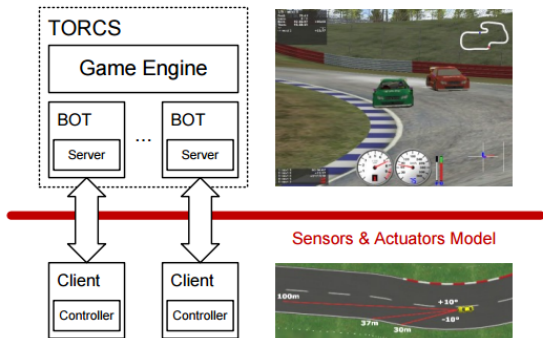 TORCS
Game Engine
BOT
...
BOT
Server
Server
Sensors & Actuators Model
Client
Client
Controller
Controller
100m
+10°
-10°
37m
30m